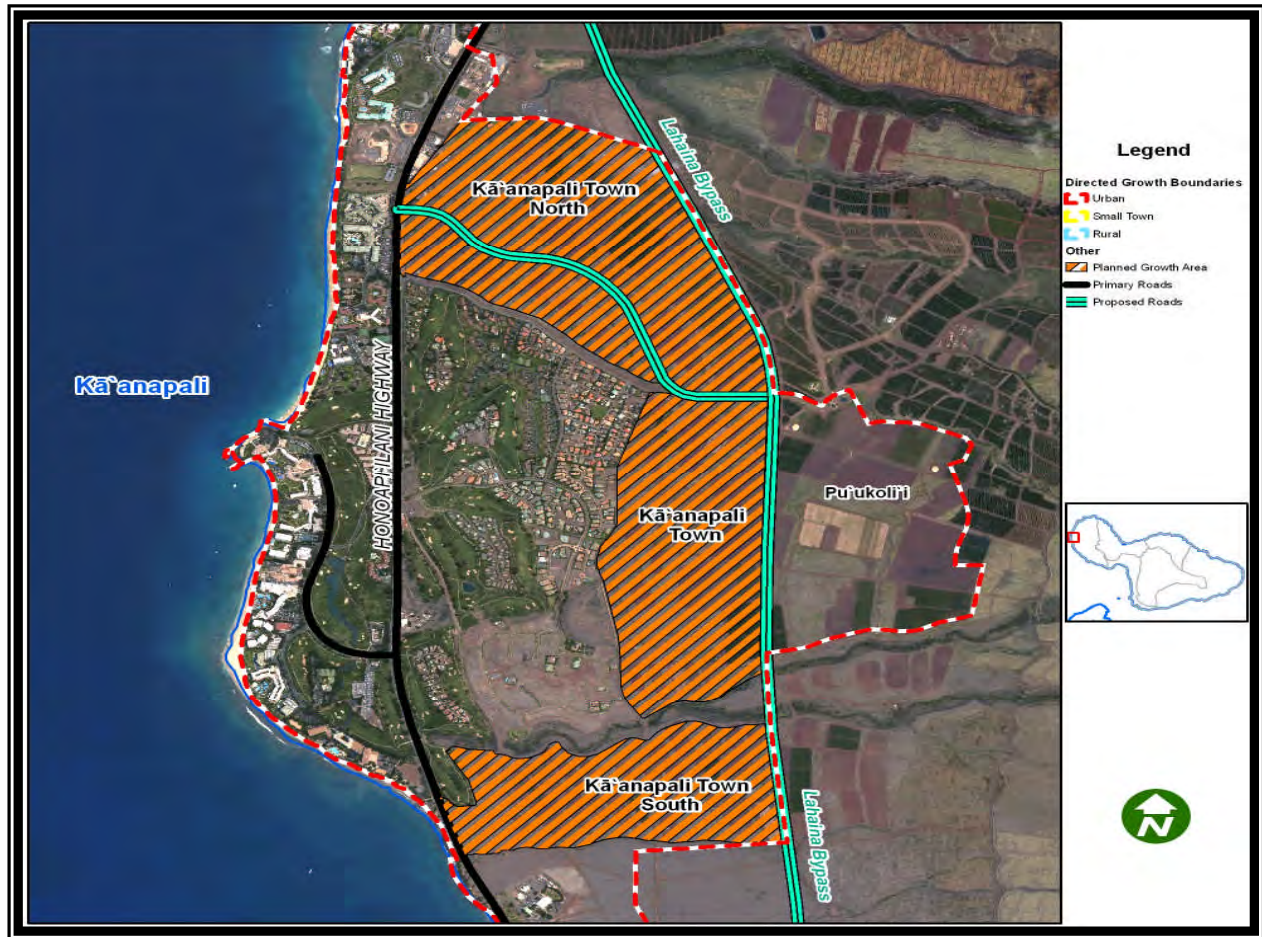 Kā`anapali Town
North
Lahaina Bypass
Kā`anapali
HONOAPI`ILANI HIGHWAY
Pu`ukoli`i
Kā`anapali
Town
Kā`anapali Town
South
Lahaina Bypass
Legend
Directed Growth Boundaries
Urban
Small Town
Rural
Other
Planned Growth Area
Primary Roads
Proposed Roads
N